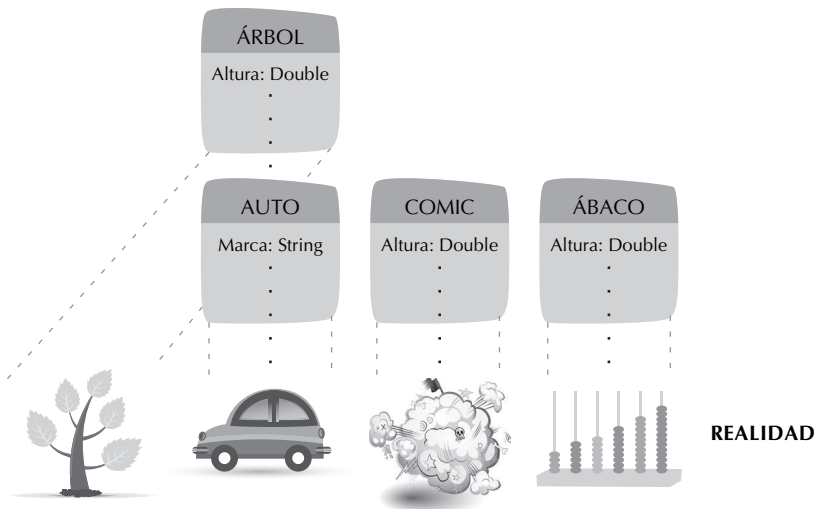 ÁRBOL
Altura: Double
AUTO
Marca: String
COMIC
Altura: Double
ÁBACO
Altura: Double
REALIDAD